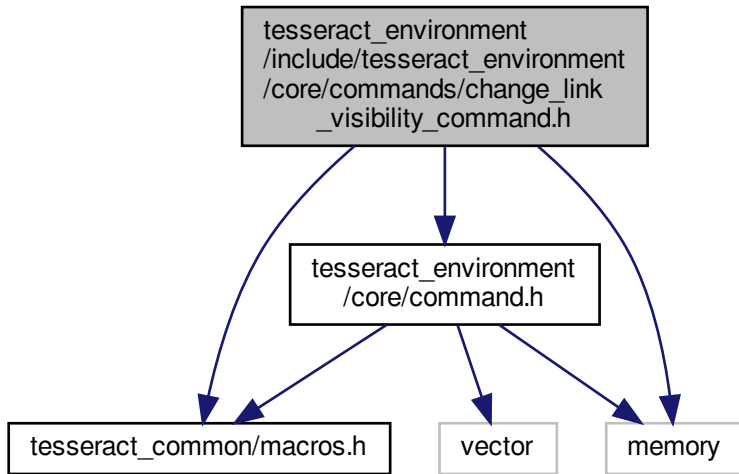 tesseract_environment
/include/tesseract_environment
/core/commands/change_link
_visibility_command.h
tesseract_environment
/core/command.h
tesseract_common/macros.h
vector
memory